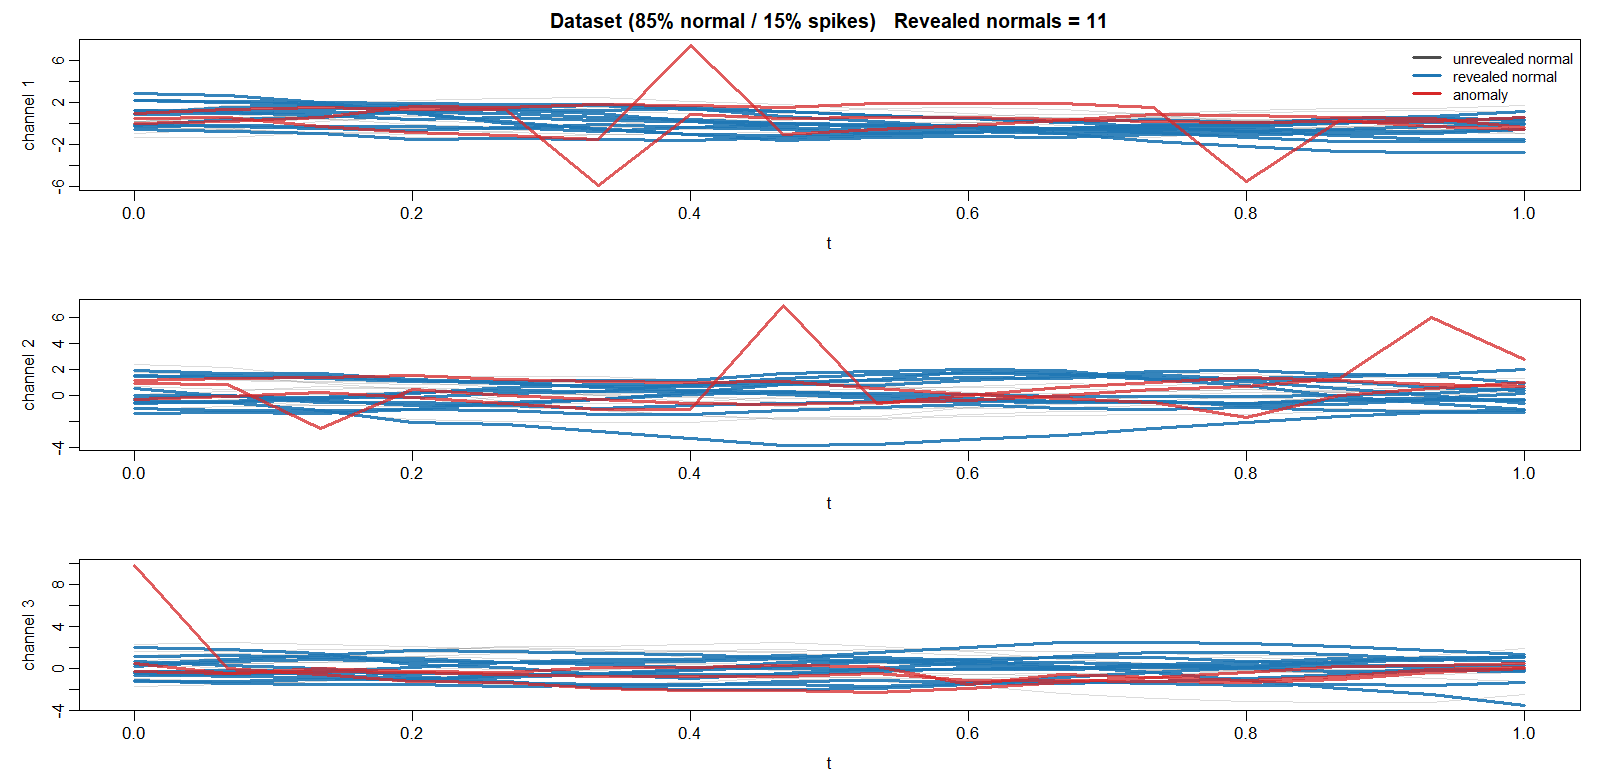 Dataset (85% normal / 15% spikes)   Revealed normals = 11
channel 1
6
2
-2
-6
unrevealed normal
revealed normal
anomaly
0.0 0.2 0.4 0.6 0.8 1.0
t
channel 2
6
4
2
0
-4
0.0 0.2 0.4 0.6 0.8 1.0
t
channel 3
8
4
0
-4
0.0 0.2 0.4 0.6 0.8 1.0
t